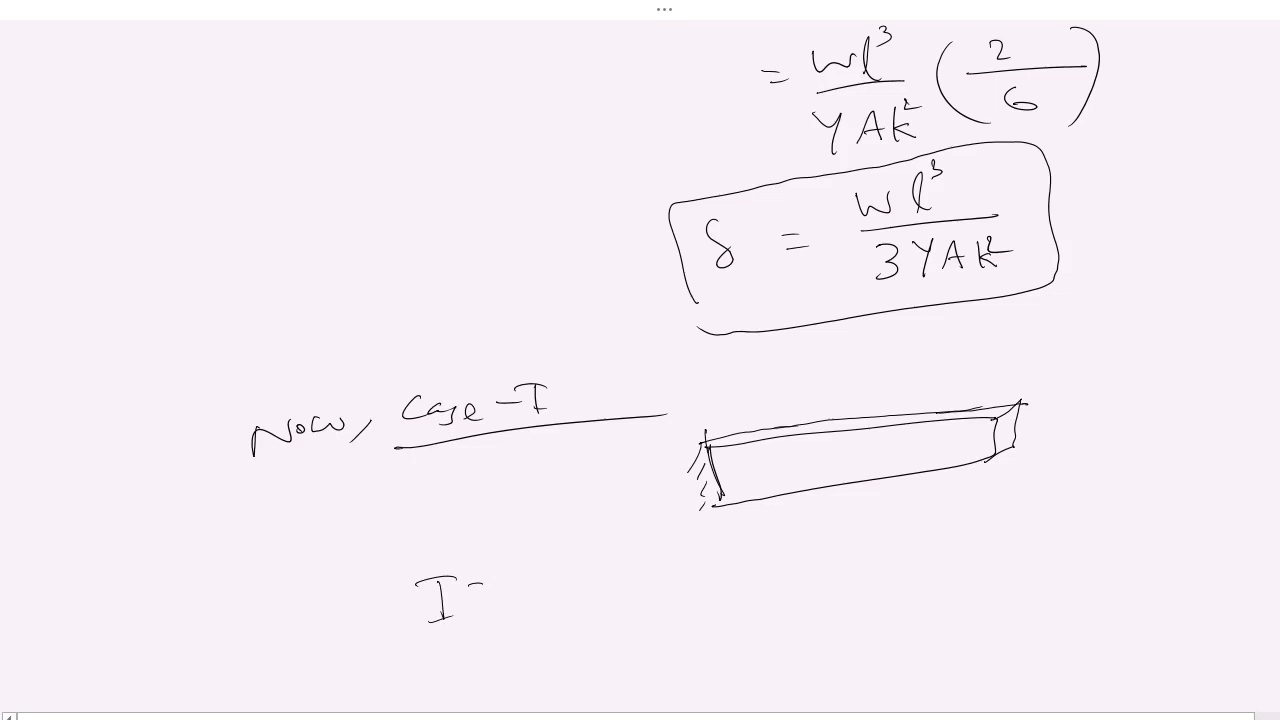 = Wl³ / YAk² (2 / 6)
δ = Wl³ / 3YAk²
Now, Case-I
I =